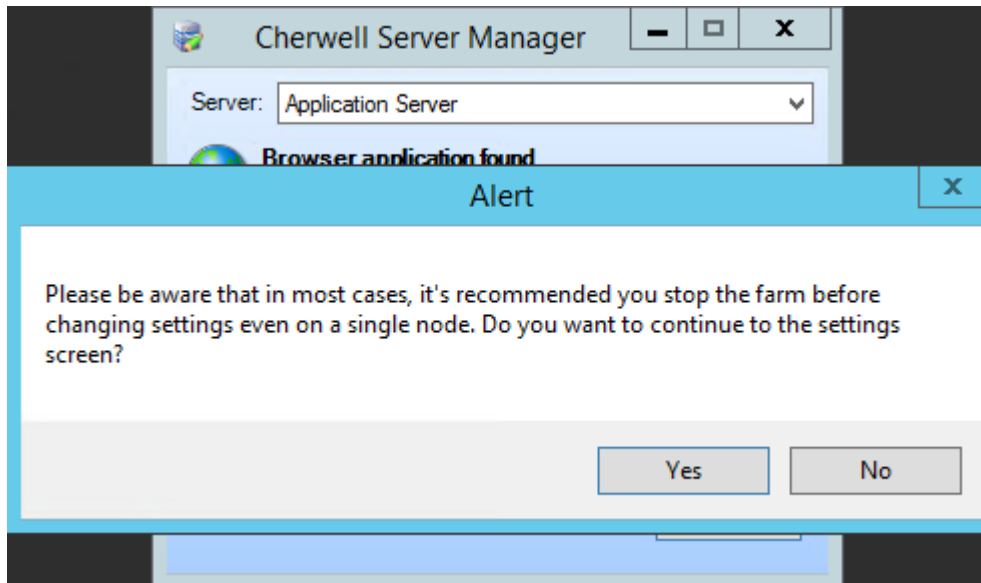 Cherwell Server Manager
Server: Application Server
Browser application found
Alert
Please be aware that in most cases, it's recommended you stop the farm before
changing settings even on a single node. Do you want to continue to the settings
screen?
Yes No